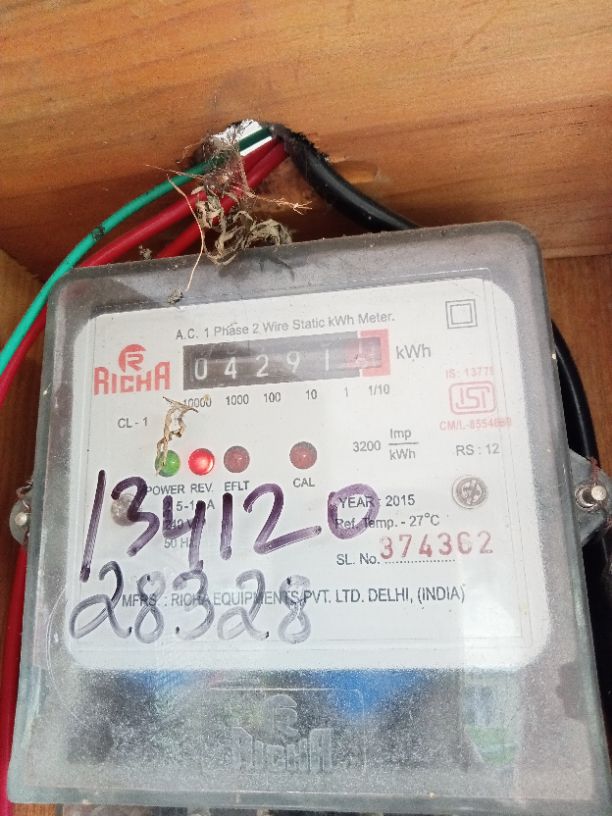 A.C. 1 Phase 2 Wire Static kWh Meter.
R
RICHA
04291
kWh
10000 1000 100 10 1 1/10
IS: 13779
ISI
CL - 1
3200 Imp/kWh
RS : 12
POWER REV. EFLT CAL
YEAR : 2015
Ref. Temp. - 27°C
SL. No. 374362
134120
28328
MFRS : RICHA EQUIPMENTS PVT. LTD. DELHI, (INDIA)
R
RICHA